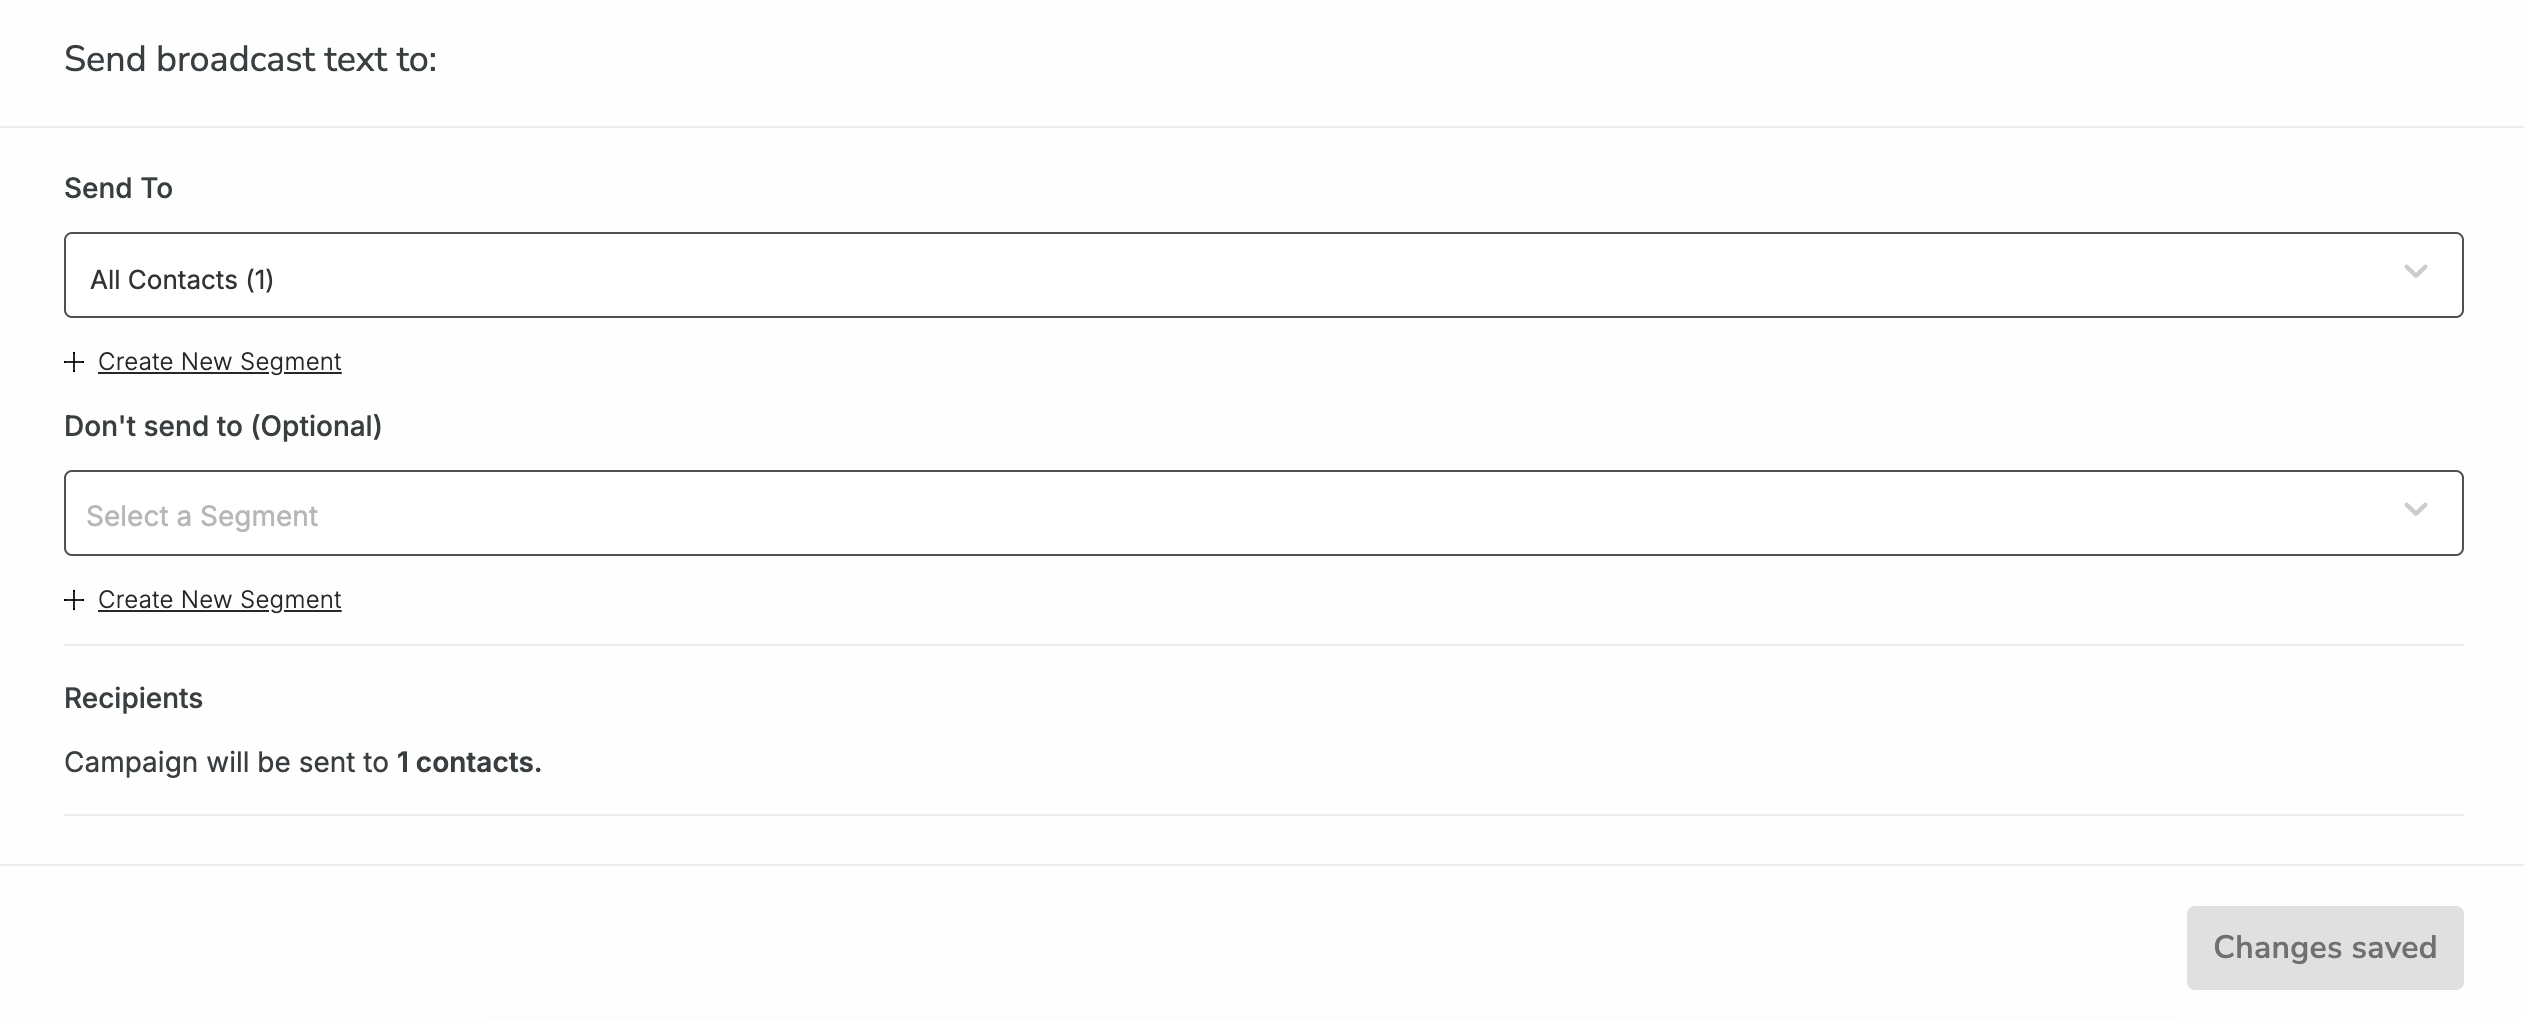 Send broadcast text to:
Send To
All Contacts (1)
Create New Segment
Don't send to (Optional)
Select a Segment
Create New Segment
Recipients
Campaign will be sent to 1 contacts.
Changes saved